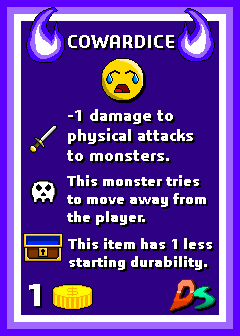 COWARDICE
-1 damage to
physical attacks
to monsters.
This monster tries
to move away from
the player.
This item has 1 less
starting durability.
1
DS